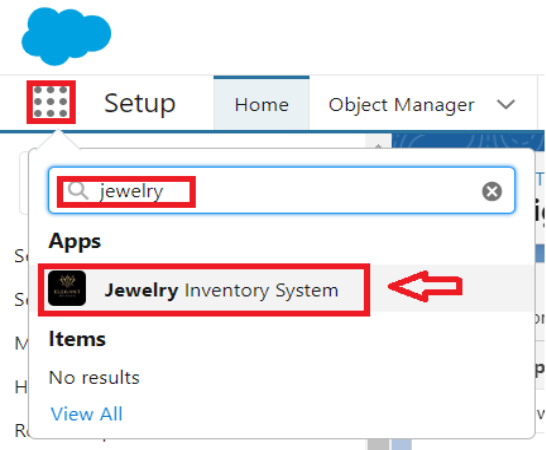 Setup
Home
Object Manager
jewelry
Apps
Jewelry Inventory System
Items
No results
View All